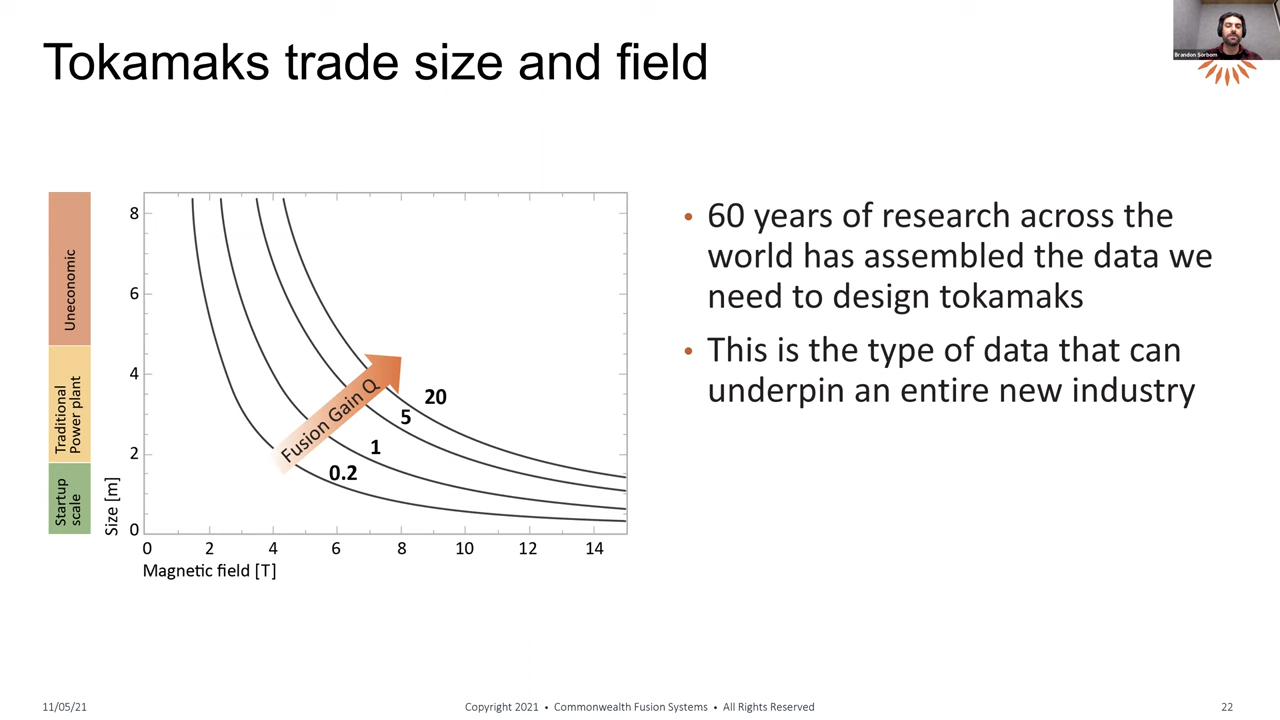 Tokamaks trade size and field
Brandon Sorbom
Uneconomic
Traditional
Power plant
Startup
scale
Size [m]
8
6
4
2
0
Fusion Gain Q
20
5
1
0.2
0 2 4 6 8 10 12 14
Magnetic field [T]
• 60 years of research across the
world has assembled the data we
need to design tokamaks
• This is the type of data that can
underpin an entire new industry
11/05/21
Copyright 2021 • Commonwealth Fusion Systems • All Rights Reserved
22